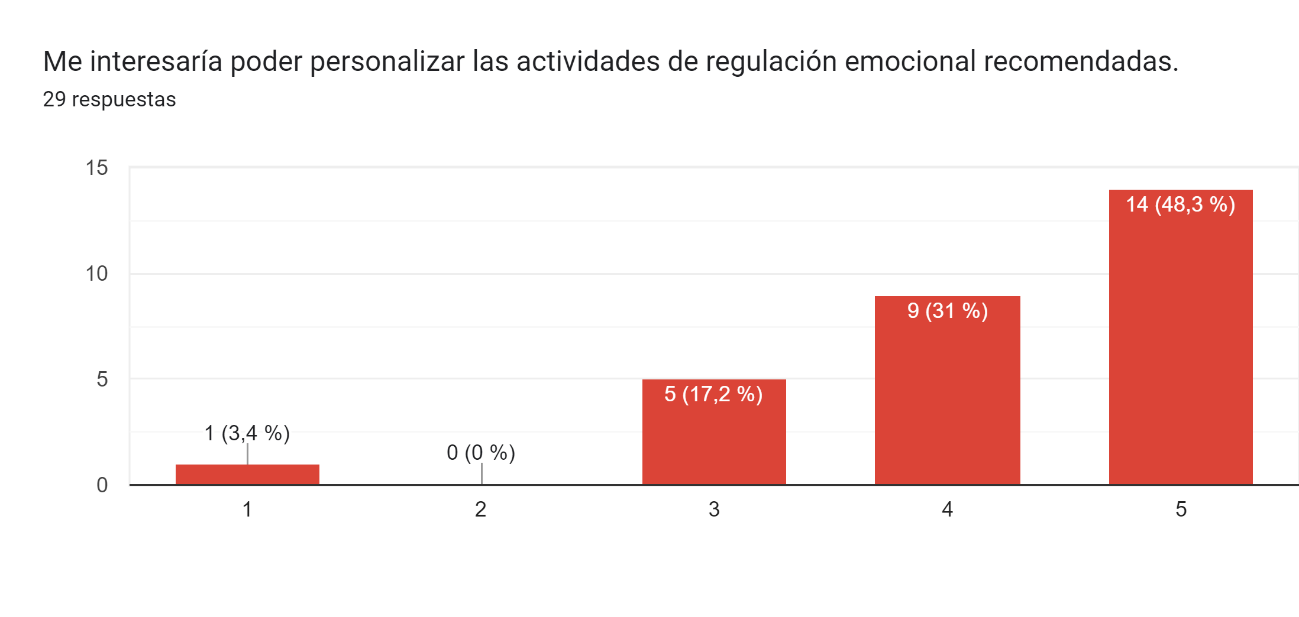 Me interesaría poder personalizar las actividades de regulación emocional recomendadas.
29 respuestas
15
10
5
0
1 (3,4 %)
0 (0 %)
5 (17,2 %)
9 (31 %)
14 (48,3 %)
1
2
3
4
5